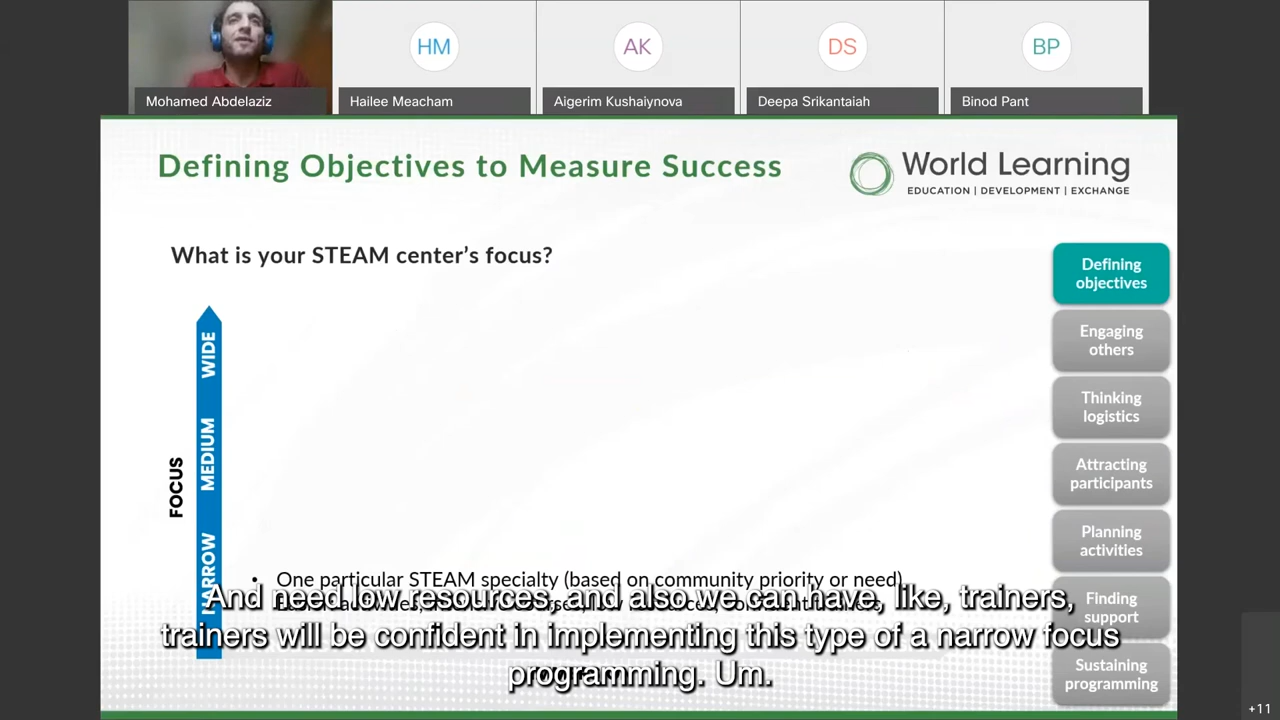 HM
AK
DS
BP
Mohamed Abdelaziz
Hailee Meacham
Aigerim Kushaiynova
Deepa Srikantaiah
Binod Pant
Defining Objectives to Measure Success
World Learning
EDUCATION | DEVELOPMENT | EXCHANGE
What is your STEAM center's focus?
WIDE
MEDIUM
NARROW
FOCUS
Defining
objectives
Engaging
others
Thinking
logistics
Attracting
participants
Planning
activities
Finding
support
Sustaining
programming
• One particular STEAM specialty (based on community priority or need)
And need low resources, and also we can have, like, trainers,
trainers will be confident in implementing this type of a narrow focus
programming. Um.
+11